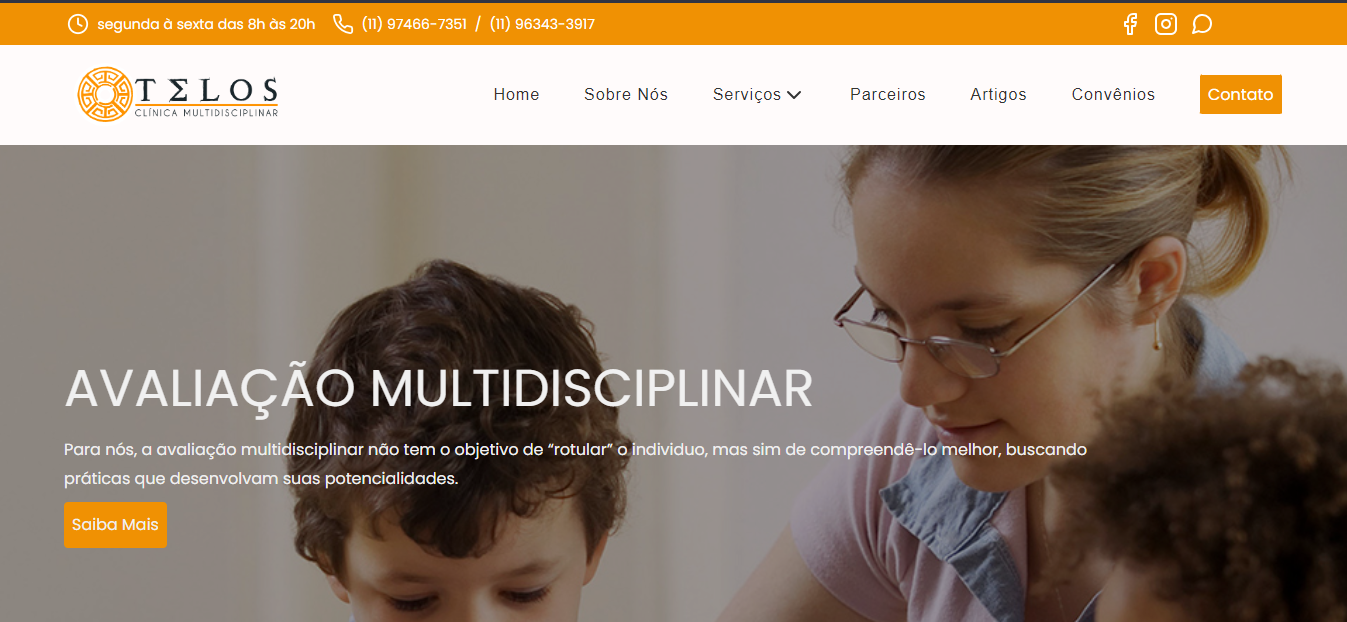 segunda à sexta das 8h às 20h (11) 97466-7351 / (11) 96343-3917
TΣLOS
CLÍNICA MULTIDISCIPLINAR
Home Sobre Nós Serviços Parceiros Artigos Convênios Contato
AVALIAÇÃO MULTIDISCIPLINAR
Para nós, a avaliação multidisciplinar não tem o objetivo de “rotular” o individuo, mas sim de compreendê-lo melhor, buscando
práticas que desenvolvam suas potencialidades.
Saiba Mais